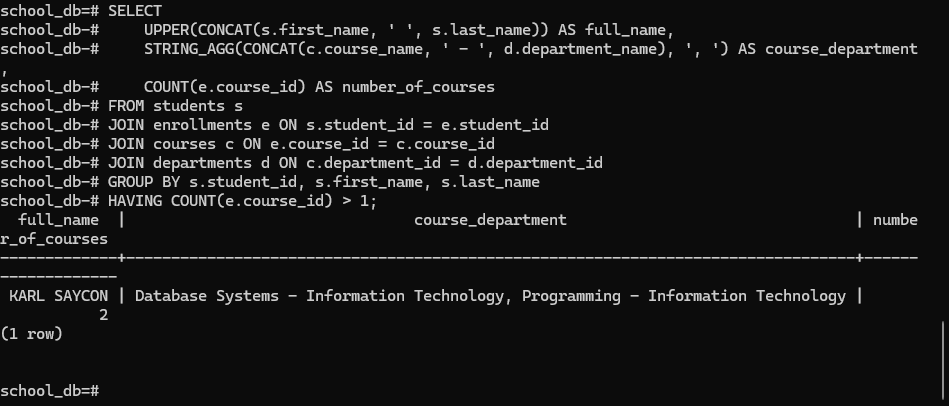 school_db=# SELECT
school_db-#     UPPER(CONCAT(s.first_name, ' ', s.last_name)) AS full_name,
school_db-#     STRING_AGG(CONCAT(c.course_name, ' - ', d.department_name), ', ') AS course_department
,
school_db-#     COUNT(e.course_id) AS number_of_courses
school_db-# FROM students s
school_db-# JOIN enrollments e ON s.student_id = e.student_id
school_db-# JOIN courses c ON e.course_id = c.course_id
school_db-# JOIN departments d ON c.department_id = d.department_id
school_db-# GROUP BY s.student_id, s.first_name, s.last_name
school_db-# HAVING COUNT(e.course_id) > 1;
  full_name  |                                course_department                                | numbe
r_of_courses
-------------+---------------------------------------------------------------------------------+------
-------------
 KARL SAYCON | Database Systems - Information Technology, Programming - Information Technology |
           2
(1 row)
school_db=#